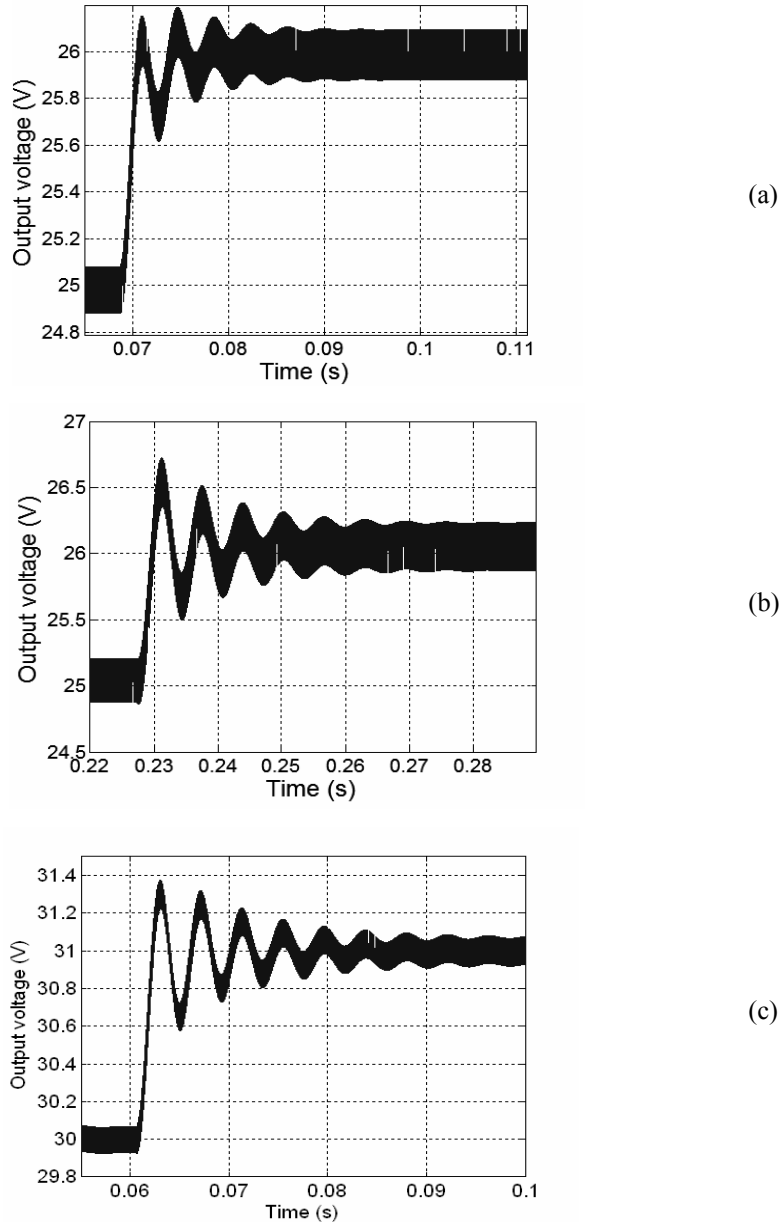 26
25.8
25.6
25.4
25.2
25
24.8
Output voltage (V)
0.07 0.08 0.09 0.1 0.11
Time (s)
(a)
27
26.5
26
25.5
25
24.5
Output voltage (V)
0.22 0.23 0.24 0.25 0.26 0.27 0.28
Time (s)
(b)
31.4
31.2
31
30.8
30.6
30.4
30.2
30
29.8
Output voltage (V)
0.06 0.07 0.08 0.09 0.1
Time (s)
(c)